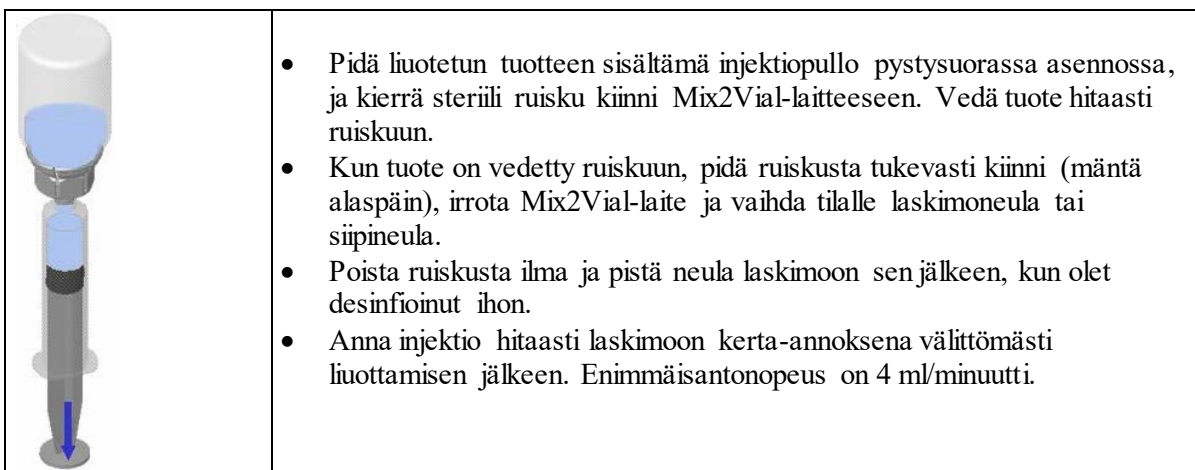 • Pidä liuotetun tuotteen sisältämä injektiopullo pystysuorassa asennossa,
ja kierrä steriili ruisku kiinni Mix2Vial-laitteeseen. Vedä tuote hitaasti
ruiskuun.
• Kun tuote on vedetty ruiskuun, pidä ruiskusta tukevasti kiinni (mäntä
alaspäin), irrota Mix2Vial-laite ja vaihda tilalle laskimoneula tai
siipineula.
• Poista ruiskusta ilma ja pistä neula laskimoon sen jälkeen, kun olet
desinfioinut ihon.
• Anna injektio hitaasti laskimoon kerta-annoksena välittömästi
liuottamisen jälkeen. Enimmäisantonopeus on 4 ml/minuutti.